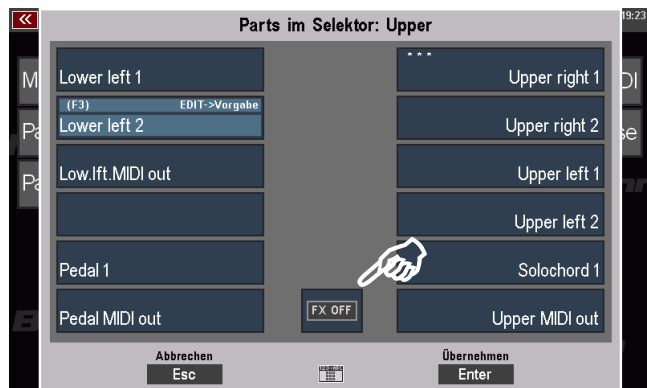 19:23
Parts im Selektor: Upper
Lower left 1
* * *
Upper right 1
(F3) EDIT->Vorgabe
Lower left 2
Upper right 2
Low.lft.MIDI out
Upper left 1
Upper left 2
Pedal 1
Solochord 1
Pedal MIDI out
FX OFF
Upper MIDI out
Abbrechen
Esc
Übernehmen
Enter